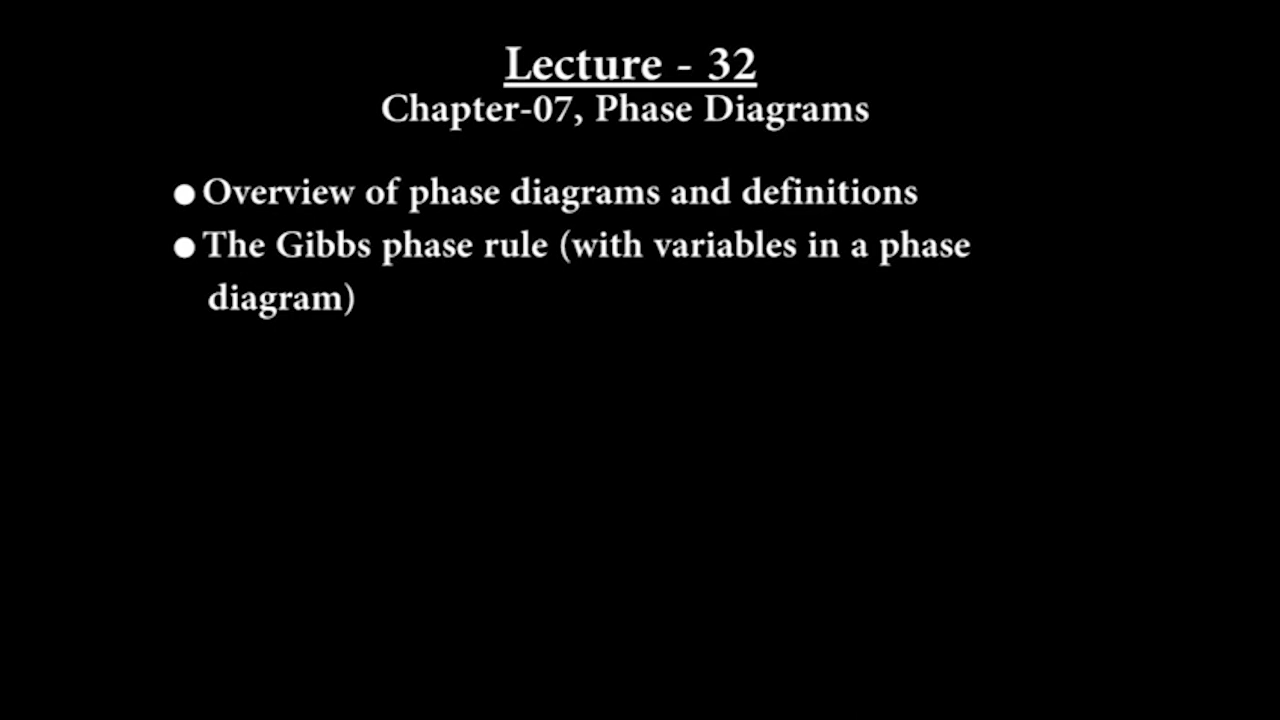 Lecture - 32
Chapter-07, Phase Diagrams
● Overview of phase diagrams and definitions
● The Gibbs phase rule (with variables in a phase
diagram)